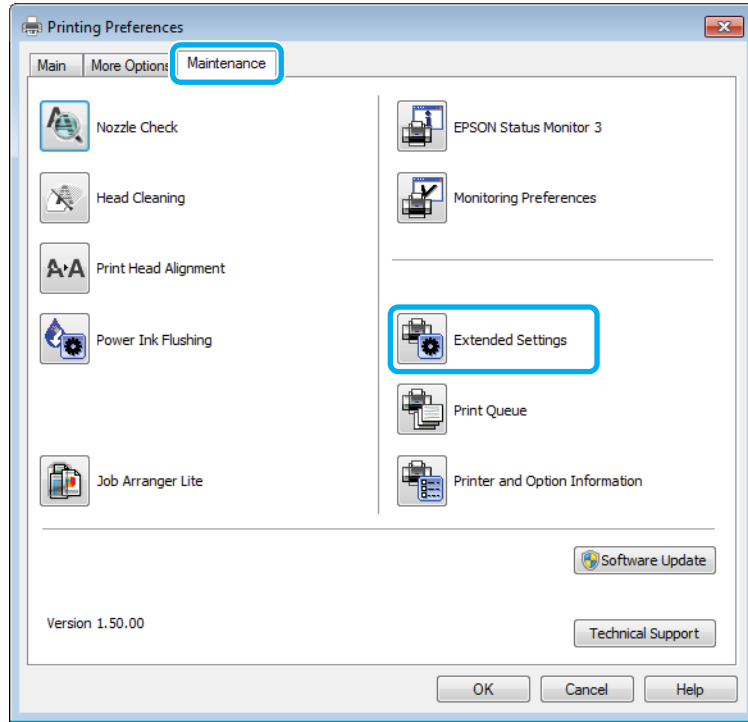 Printing Preferences
Main
More Options
Maintenance
Nozzle Check
EPSON Status Monitor 3
Head Cleaning
Monitoring Preferences
A·A
Print Head Alignment
Power Ink Flushing
Extended Settings
Print Queue
Job Arranger Lite
Printer and Option Information
Software Update
Version 1.50.00
Technical Support
OK
Cancel
Help